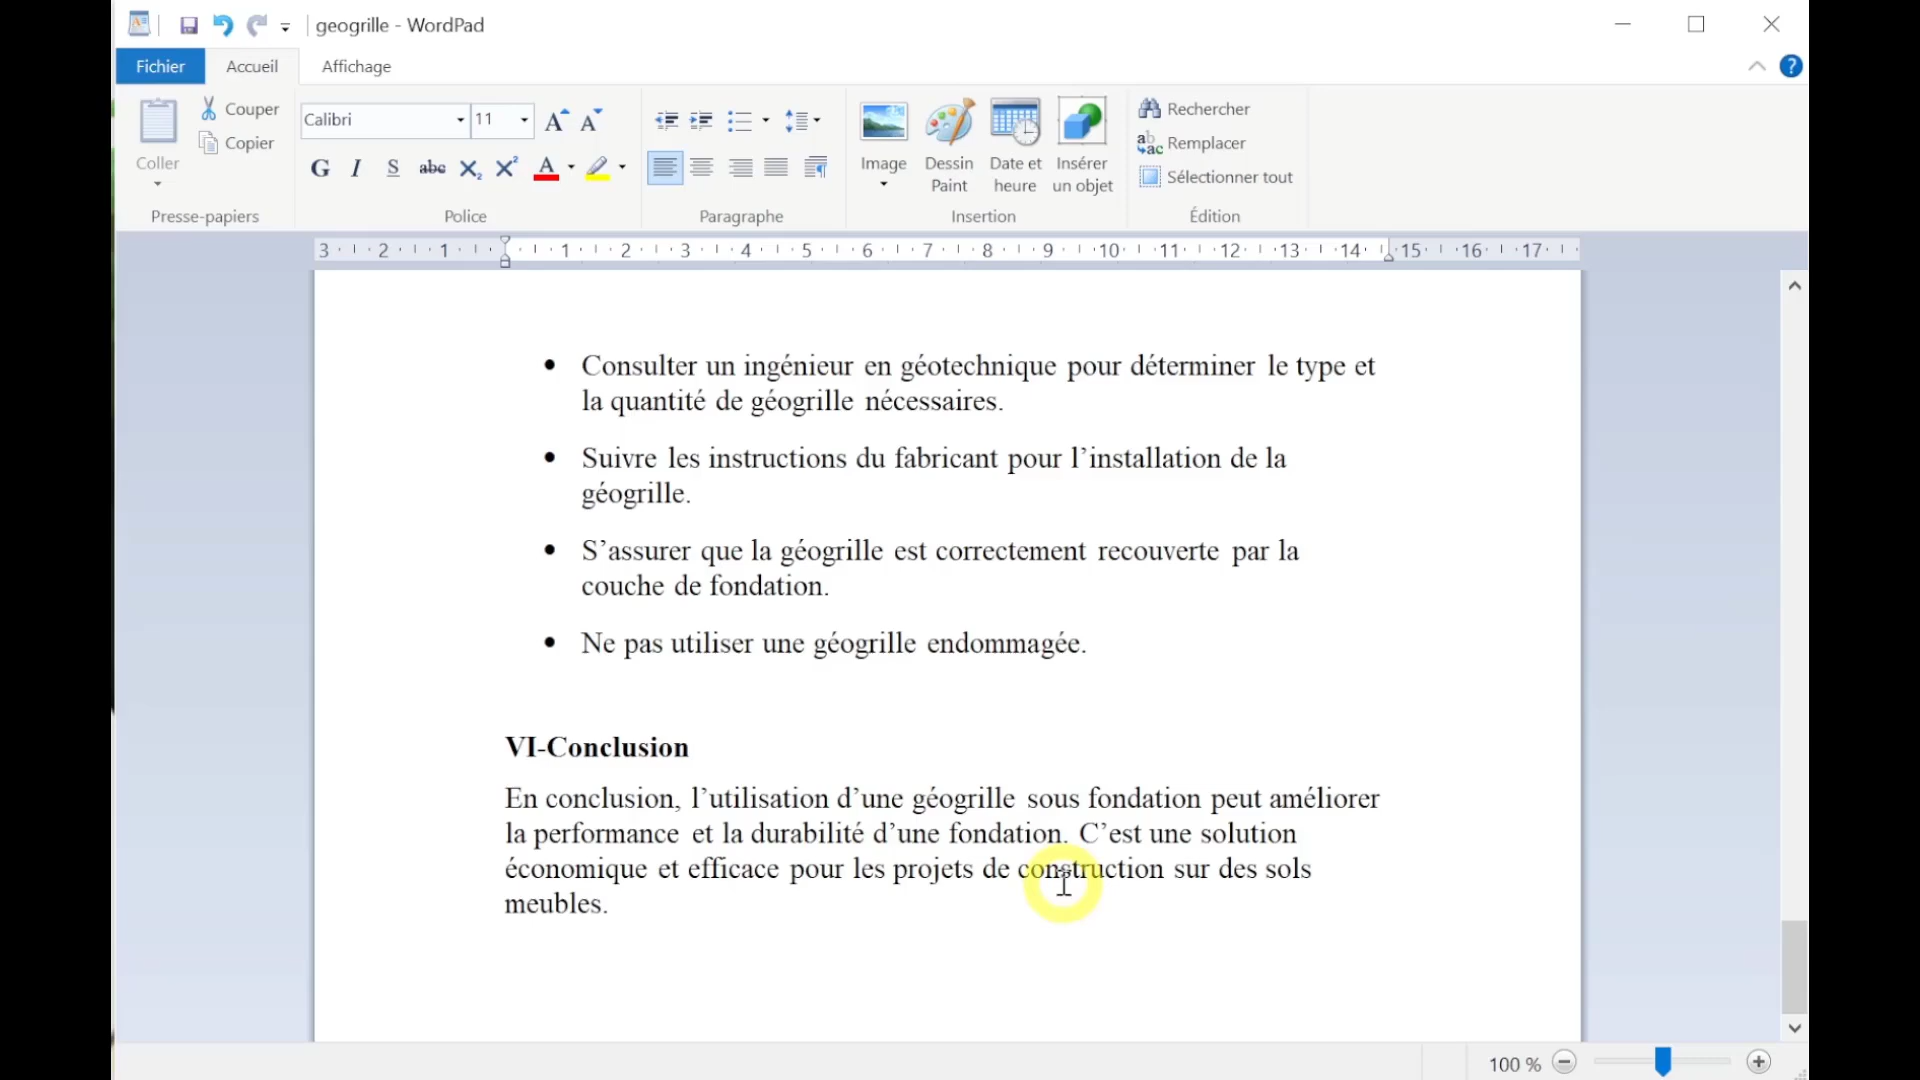 geogrille - WordPad
Fichier Accueil Affichage
Coller
Couper
Copier
Presse-papiers
Calibri 11
G I S abc X₂ X² A
Police
Paragraphe
Image
Dessin Paint
Date et heure
Insérer un objet
Insertion
Rechercher
Remplacer
Sélectionner tout
Édition
3 2 1 1 2 3 4 5 6 7 8 9 10 11 12 13 14 15 16 17
• Consulter un ingénieur en géotechnique pour déterminer le type et
la quantité de géogrille nécessaires.
• Suivre les instructions du fabricant pour l’installation de la
géogrille.
• S’assurer que la géogrille est correctement recouverte par la
couche de fondation.
• Ne pas utiliser une géogrille endommagée.
VI-Conclusion
En conclusion, l’utilisation d’une géogrille sous fondation peut améliorer
la performance et la durabilité d’une fondation. C’est une solution
économique et efficace pour les projets de construction sur des sols
meubles.
100 %